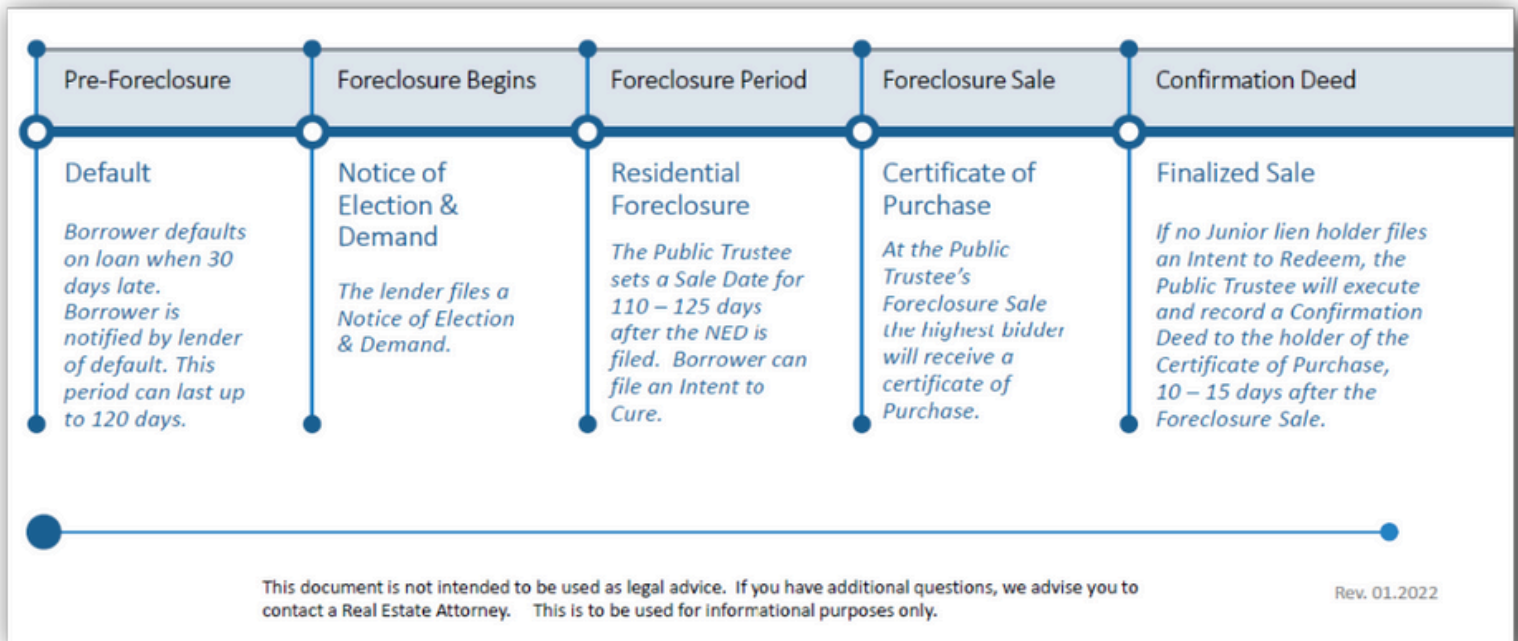 Pre-Foreclosure
Foreclosure Begins
Foreclosure Period
Foreclosure Sale
Confirmation Deed
Default
Borrower defaults
on loan when 30
days late.
Borrower is
notified by lender
of default. This
period can last up
to 120 days.
Notice of
Election &
Demand
The lender files a
Notice of Election
& Demand.
Residential
Foreclosure
The Public Trustee
sets a Sale Date for
110 – 125 days
after the NED is
filed.  Borrower can
file an Intent to
Cure.
Certificate of
Purchase
At the Public
Trustee's
Foreclosure Sale
the highest bidder
will receive a
certificate of
Purchase.
Finalized Sale
If no Junior lien holder files
an Intent to Redeem, the
Public Trustee will execute
and record a Confirmation
Deed to the holder of the
Certificate of Purchase,
10 – 15 days after the
Foreclosure Sale.
This document is not intended to be used as legal advice.  If you have additional questions, we advise you to
contact a Real Estate Attorney.    This is to be used for informational purposes only.
Rev. 01.2022